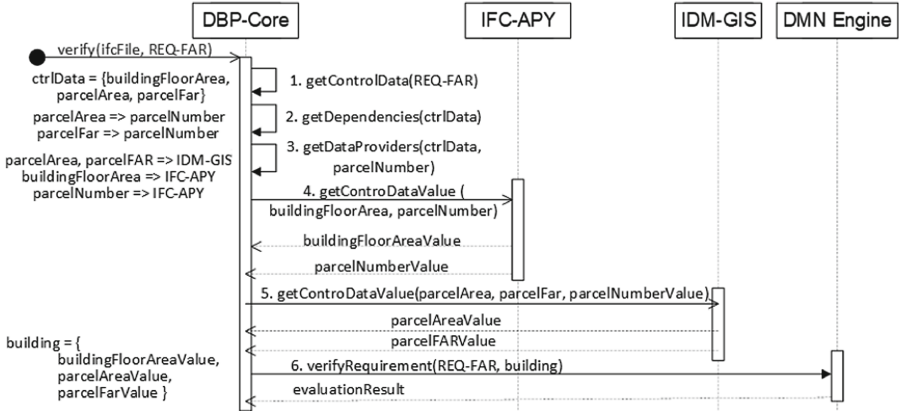 DBP-Core
IFC-APY
IDM-GIS
DMN Engine
verify(ifcFile, REQ-FAR)
ctrlData = {buildingFloorArea,
parcelArea, parcelFar}
1. getControlData(REQ-FAR)
parcelArea => parcelNumber
parcelFar => parcelNumber
2. getDependencies(ctrlData)
3. getDataProviders(ctrlData,
parcelNumber)
parcelArea, parcelFAR => IDM-GIS
buildingFloorArea => IFC-APY
parcelNumber => IFC-APY
4. getControDataValue (
buildingFloorArea, parcelNumber)
buildingFloorAreaValue
parcelNumberValue
5. getControDataValue(parcelArea, parcelFar, parcelNumberValue)
parcelAreaValue
parcelFARValue
building = {
buildingFloorAreaValue,
parcelAreaValue,
parcelFarValue }
6. verifyRequirement(REQ-FAR, building)
evaluationResult